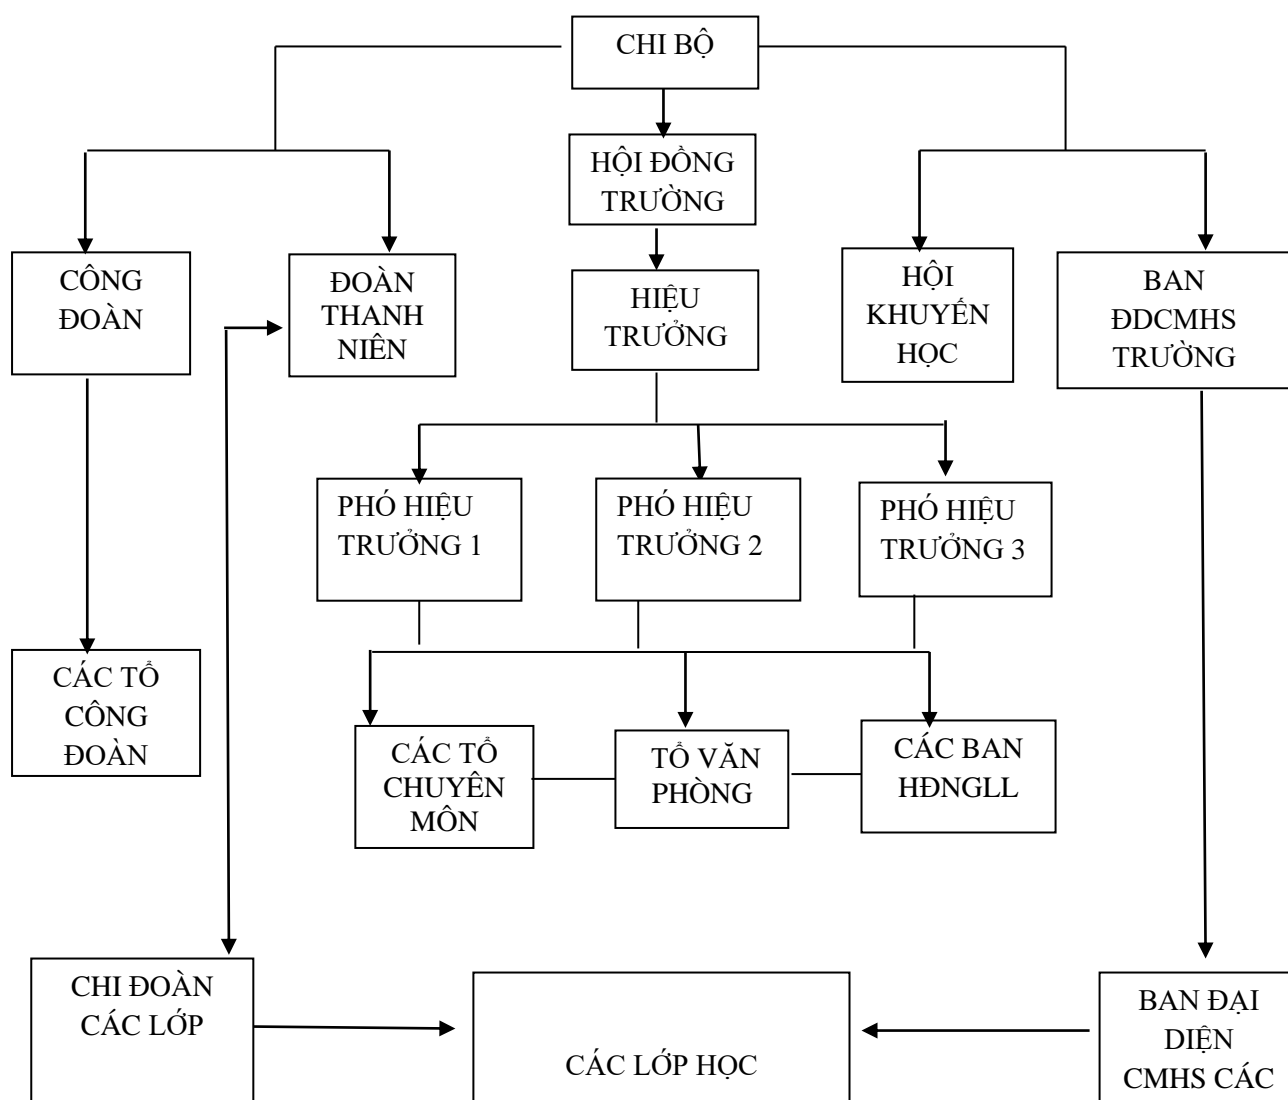 CHI BỘ
HỘI ĐỒNG
TRƯỜNG
CÔNG
ĐOÀN
ĐOÀN
THANH
NIÊN
HIỆU
TRƯỞNG
HỘI
KHUYẾN
HỌC
BAN
ĐDCMHS
TRƯỜNG
PHÓ HIỆU
TRƯỞNG 1
PHÓ HIỆU
TRƯỞNG 2
PHÓ HIỆU
TRƯỞNG 3
CÁC TỔ
CÔNG
ĐOÀN
CÁC TỔ
CHUYÊN
MÔN
TỔ VĂN
PHÒNG
CÁC BAN
HĐNGLL
CHI ĐOÀN
CÁC LỚP
CÁC LỚP HỌC
BAN ĐẠI
DIỆN
CMHS CÁC